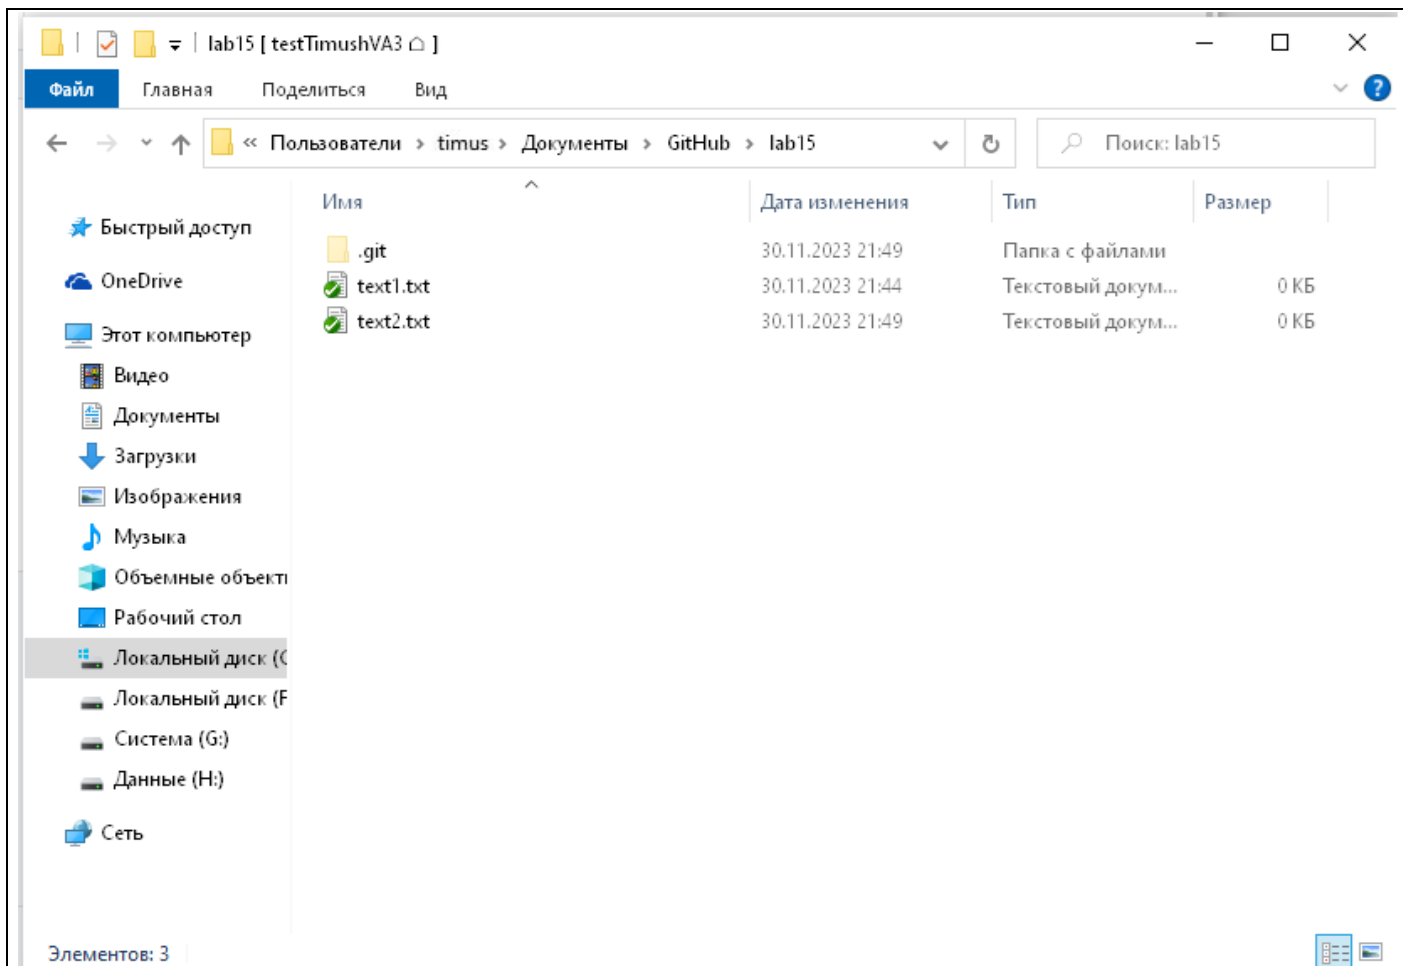 lab15 [ testTimushVA3 ⌂ ]
Файл Главная Поделиться Вид
« Пользователи › timus › Документы › GitHub › lab15
Поиск: lab15
Имя Дата изменения Тип Размер
Быстрый доступ
OneDrive
Этот компьютер
Видео
Документы
Загрузки
Изображения
Музыка
Объемные объекты
Рабочий стол
Локальный диск (C
Локальный диск (F
Система (G:)
Данные (H:)
Сеть
.git 30.11.2023 21:49 Папка с файлами
text1.txt 30.11.2023 21:44 Текстовый докум... 0 КБ
text2.txt 30.11.2023 21:49 Текстовый докум... 0 КБ
Элементов: 3